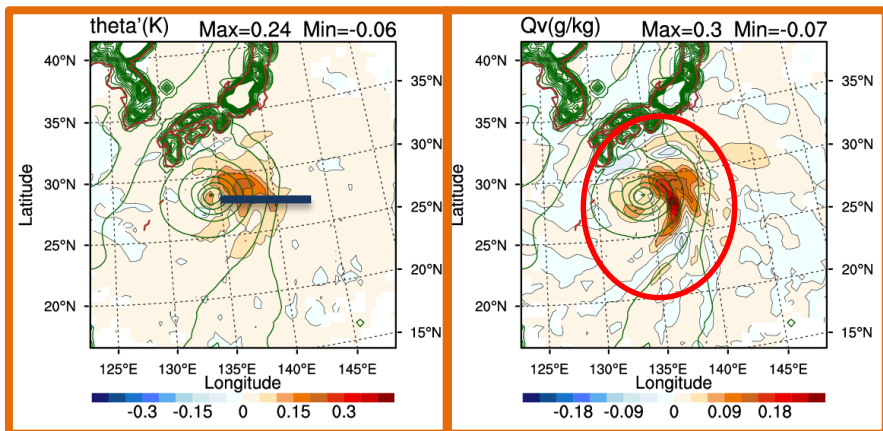 theta'(K) Max=0.24 Min=-0.06
40°N
35°N
35°N
30°N
30°N
25°N
25°N
20°N
20°N
15°N
Latitude
125°E 130°E 135°E 140°E 145°E
Longitude
-0.3 -0.15 0 0.15 0.3
Qv(g/kg) Max=0.3 Min=-0.07
40°N
35°N
35°N
30°N
30°N
25°N
25°N
20°N
20°N
15°N
Latitude
125°E 130°E 135°E 140°E 145°E
Longitude
-0.18 -0.09 0 0.09 0.18